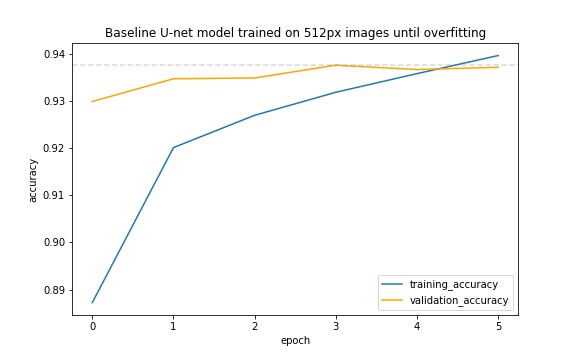 Baseline U-net model trained on 512px images until overfitting
0.94
0.93
0.92
0.91
0.90
0.89
accuracy
0
1
2
3
4
5
epoch
training_accuracy
validation_accuracy